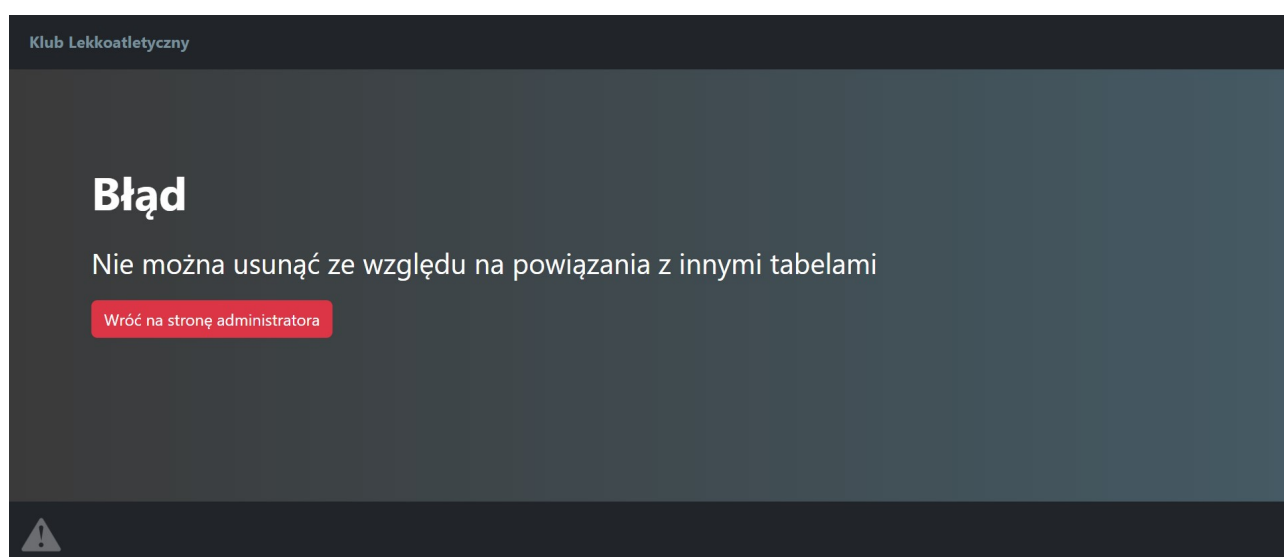 Klub Lekkoatletyczny
Błąd
Nie można usunąć ze względu na powiązania z innymi tabelami
Wróć na stronę administratora